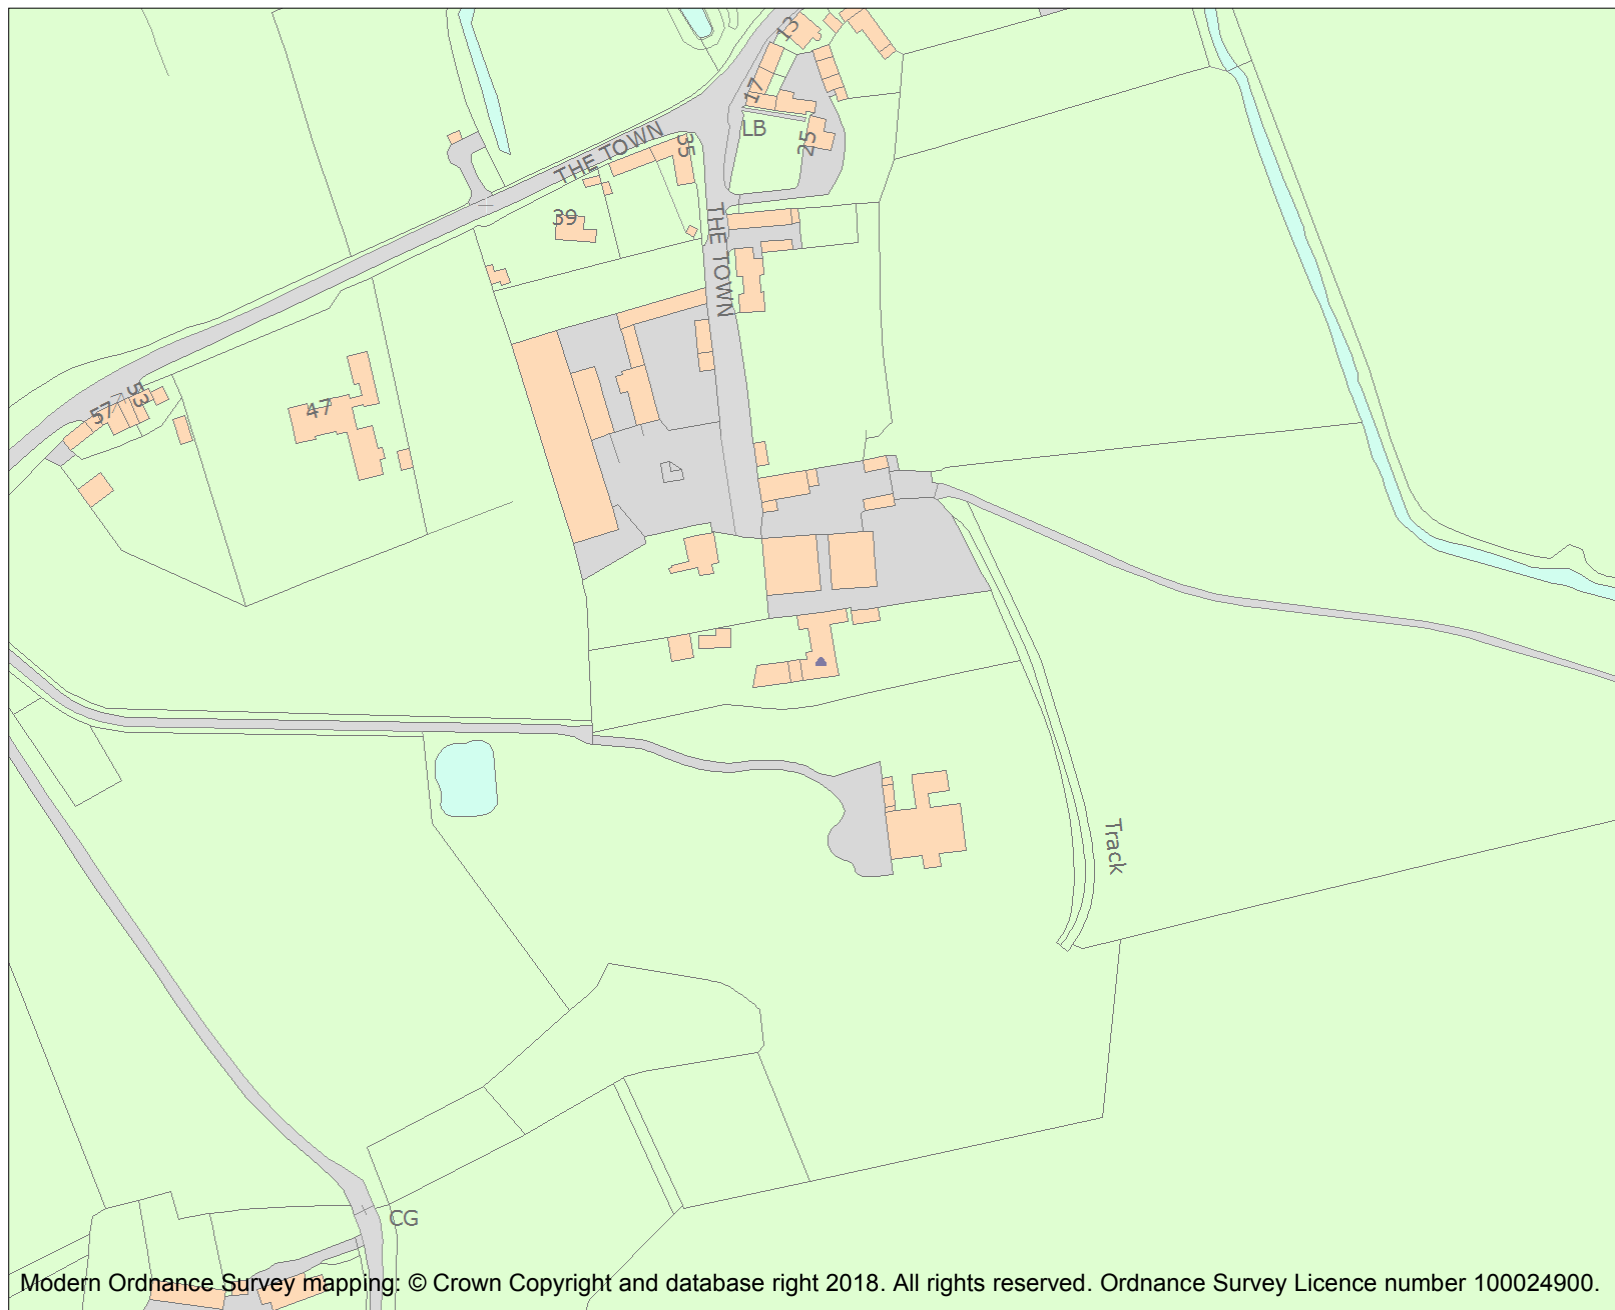 13
17
LB
25
35
THE TOWN
39
THE TOWN
53
57
47
Track
CG
Modern Ordnance Survey mapping: © Crown Copyright and database right 2018. All rights reserved. Ordnance Survey Licence number 100024900.